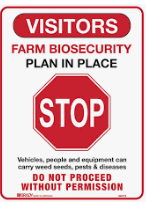 VISITORS
FARM BIOSECURITY
PLAN IN PLACE
STOP
Vehicles, people and equipment can
carry weed seeds, pests & diseases
DO NOT PROCEED
WITHOUT PERMISSION
BRADY